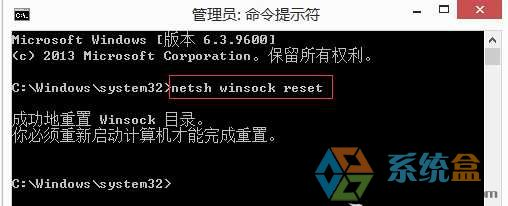 管理员: 命令提示符
Microsoft Windows [版本 6.3.9600]
(c) 2013 Microsoft Corporation。保留所有权利。
C:\Windows\system32>netsh winsock reset
成功地重置 Winsock 目录。
你必须重新启动计算机才能完成重置。
C:\Windows\system32>
系统盒